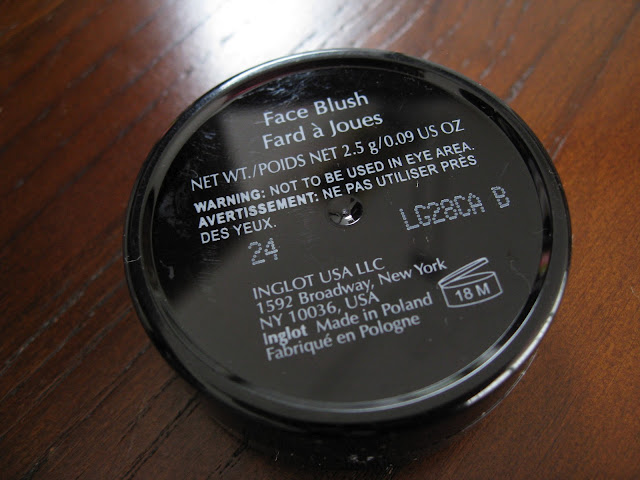 Face Blush
Fard à Joues
NET WT./POIDS NET 2.5 g/0.09 US OZ
WARNING: NOT TO BE USED IN EYE AREA.
AVERTISSEMENT: NE PAS UTILISER PRÈS
DES YEUX.
24 LG28CA B
INGLOT USA LLC
1592 Broadway, New York
NY 10036, USA
Inglot Made in Poland
Fabriqué en Pologne
18 M